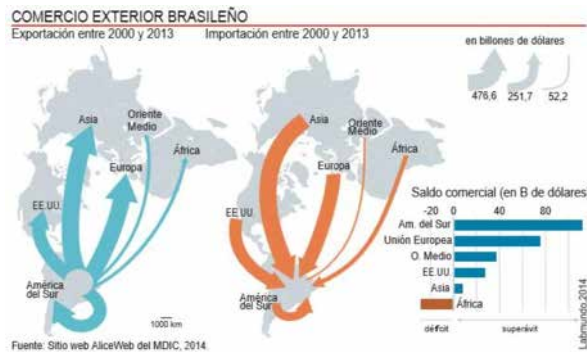 COMERCIO EXTERIOR BRASILEÑO
Exportación entre 2000 y 2013
Importación entre 2000 y 2013
en billones de dólares
476,6
251,7
52,2
Asia
Oriente
Medio
Europa
África
EE.UU.
América
del Sur
1000 km
Asia
Oriente
Medio
Europa
África
EE.UU.
América
del Sur
Saldo comercial (en B de dólares)
-20 0 80
Am. del Sur
Unión Europea
O. Medio
EE.UU.
Asia
África
déficit superávit
Labmundo, 2014
Fuente: Sitio web AliceWeb del MDIC, 2014.